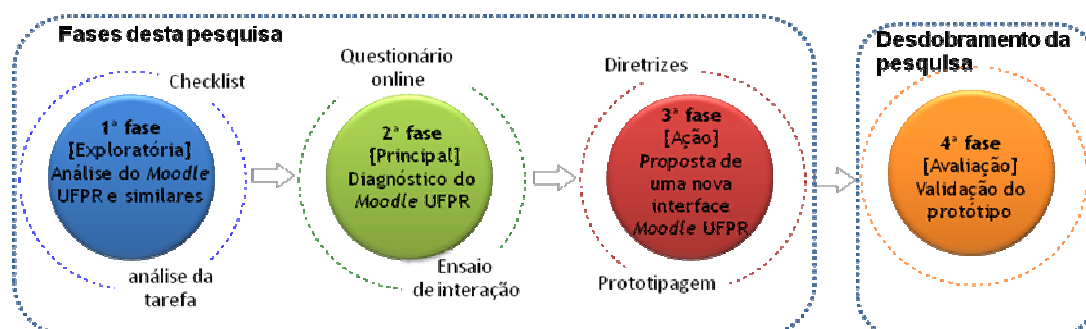 Fases desta pesquisa
Checklist
1ª fase
[Exploratória]
Análise do Moodle
UFPR e similares
análise da
tarefa
Questionário
online
2ª fase
[Principal]
Diagnóstico do
Moodle UFPR
Ensaio
de interação
Diretrizes
3ª fase
[Ação]
Proposta de
uma nova
interface
Moodle UFPR
Prototipagem
Desdobramento da
pesquisa
4ª fase
[Avaliação]
Validação do
protótipo